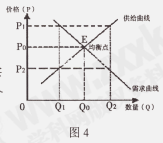 价格(P)
P₁
供给曲线
E
P₀
均衡点
P₂
需求曲线
0
Q₁
Q₀
Q₂
数量(Q)
图 4